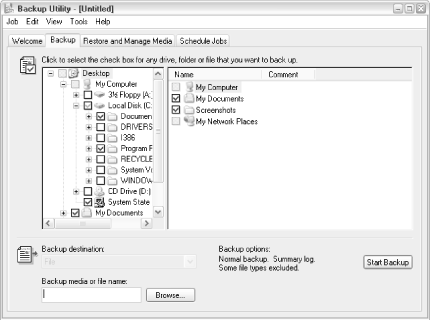 Backup Utility - [Untitled]
Job Edit View Tools Help
Welcome Backup Restore and Manage Media Schedule Jobs
Click to select the check box for any drive, folder or file that you want to back up.
Desktop
My Computer
3½ Floppy (A:
Local Disk (C:
Documen
DRIVERS
I386
Program F
RECYCLE
System Vo
WINDOW
CD Drive (D:)
System State
My Documents
Name Comment
My Computer
My Documents
Screenshots
My Network Places
Backup destination:
File
Backup media or file name:
Browse...
Backup options:
Normal backup. Summary log.
Some file types excluded.
Start Backup